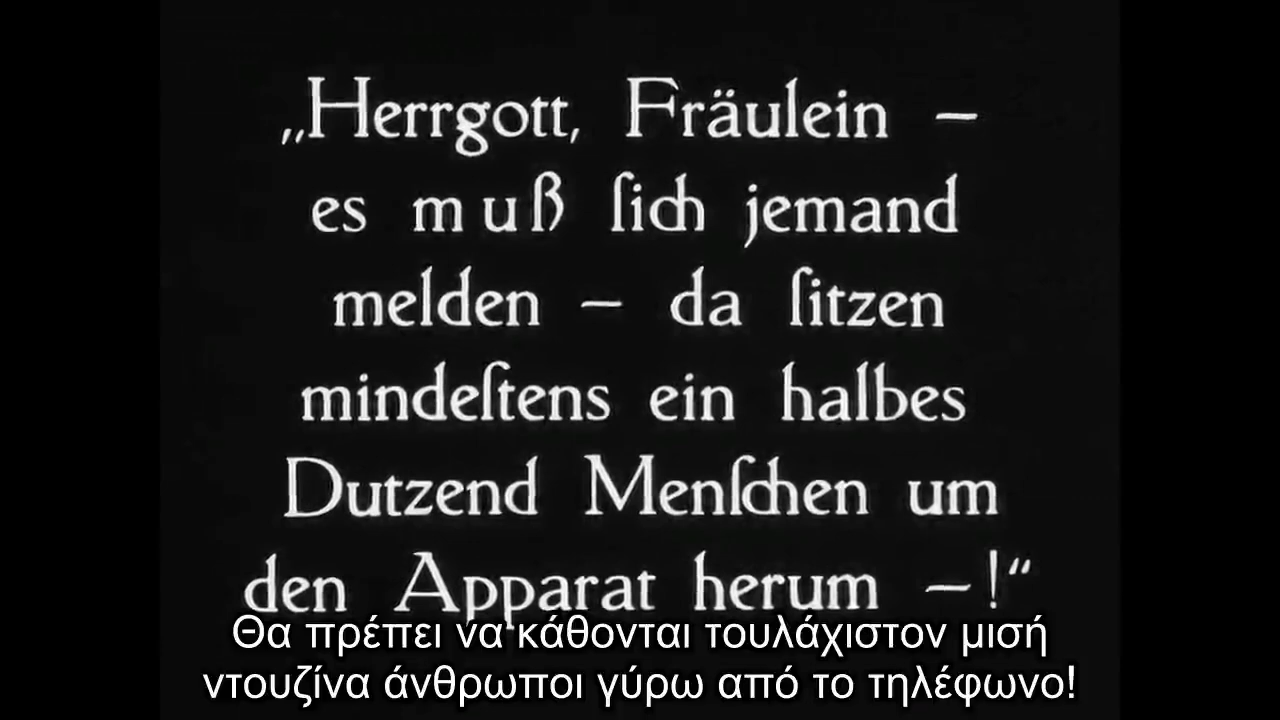 „Herrgott, Fräulein –
es muß ſich jemand
melden – da ſitzen
mindeſtens ein halbes
Dutzend Menſchen um
den Apparat herum –!“
Θα πρέπει να κάθονται τουλάχιστον μισή
ντουζίνα άνθρωποι γύρω από το τηλέφωνο!